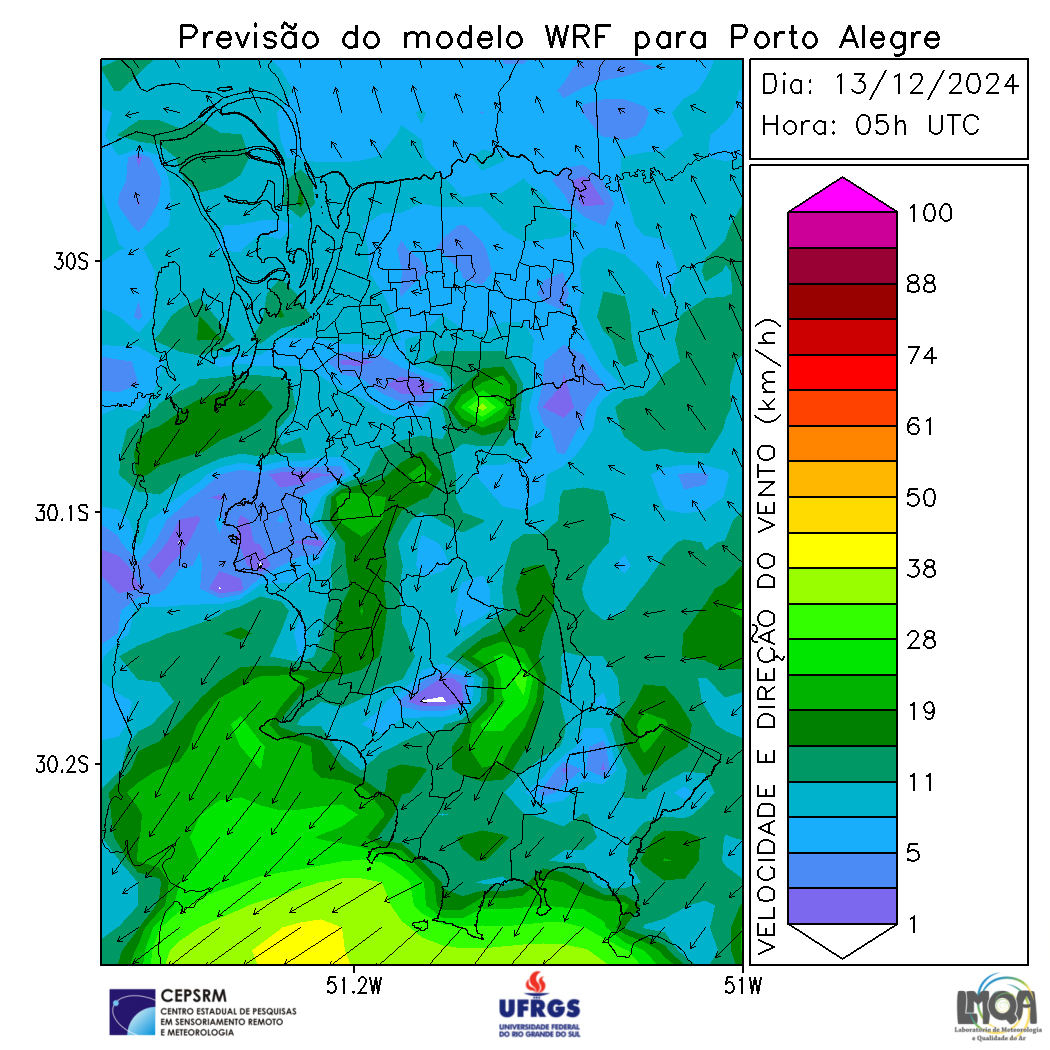 Previsão do modelo WRF para Porto Alegre
Dia: 13/12/2024
Hora: 05h UTC
30S
30.1S
30.2S
51.2W
51W
VELOCIDADE E DIREÇÃO DO VENTO (km/h)
100
88
74
61
50
38
28
19
11
5
1
CEPSRM
CENTRO ESTADUAL DE PESQUISAS
EM SENSORIAMENTO REMOTO
E METEOROLOGIA
UFRGS
UNIVERSIDADE FEDERAL
DO RIO GRANDE DO SUL
LMQA
Laboratório de Meteorologia
e Qualidade do Ar